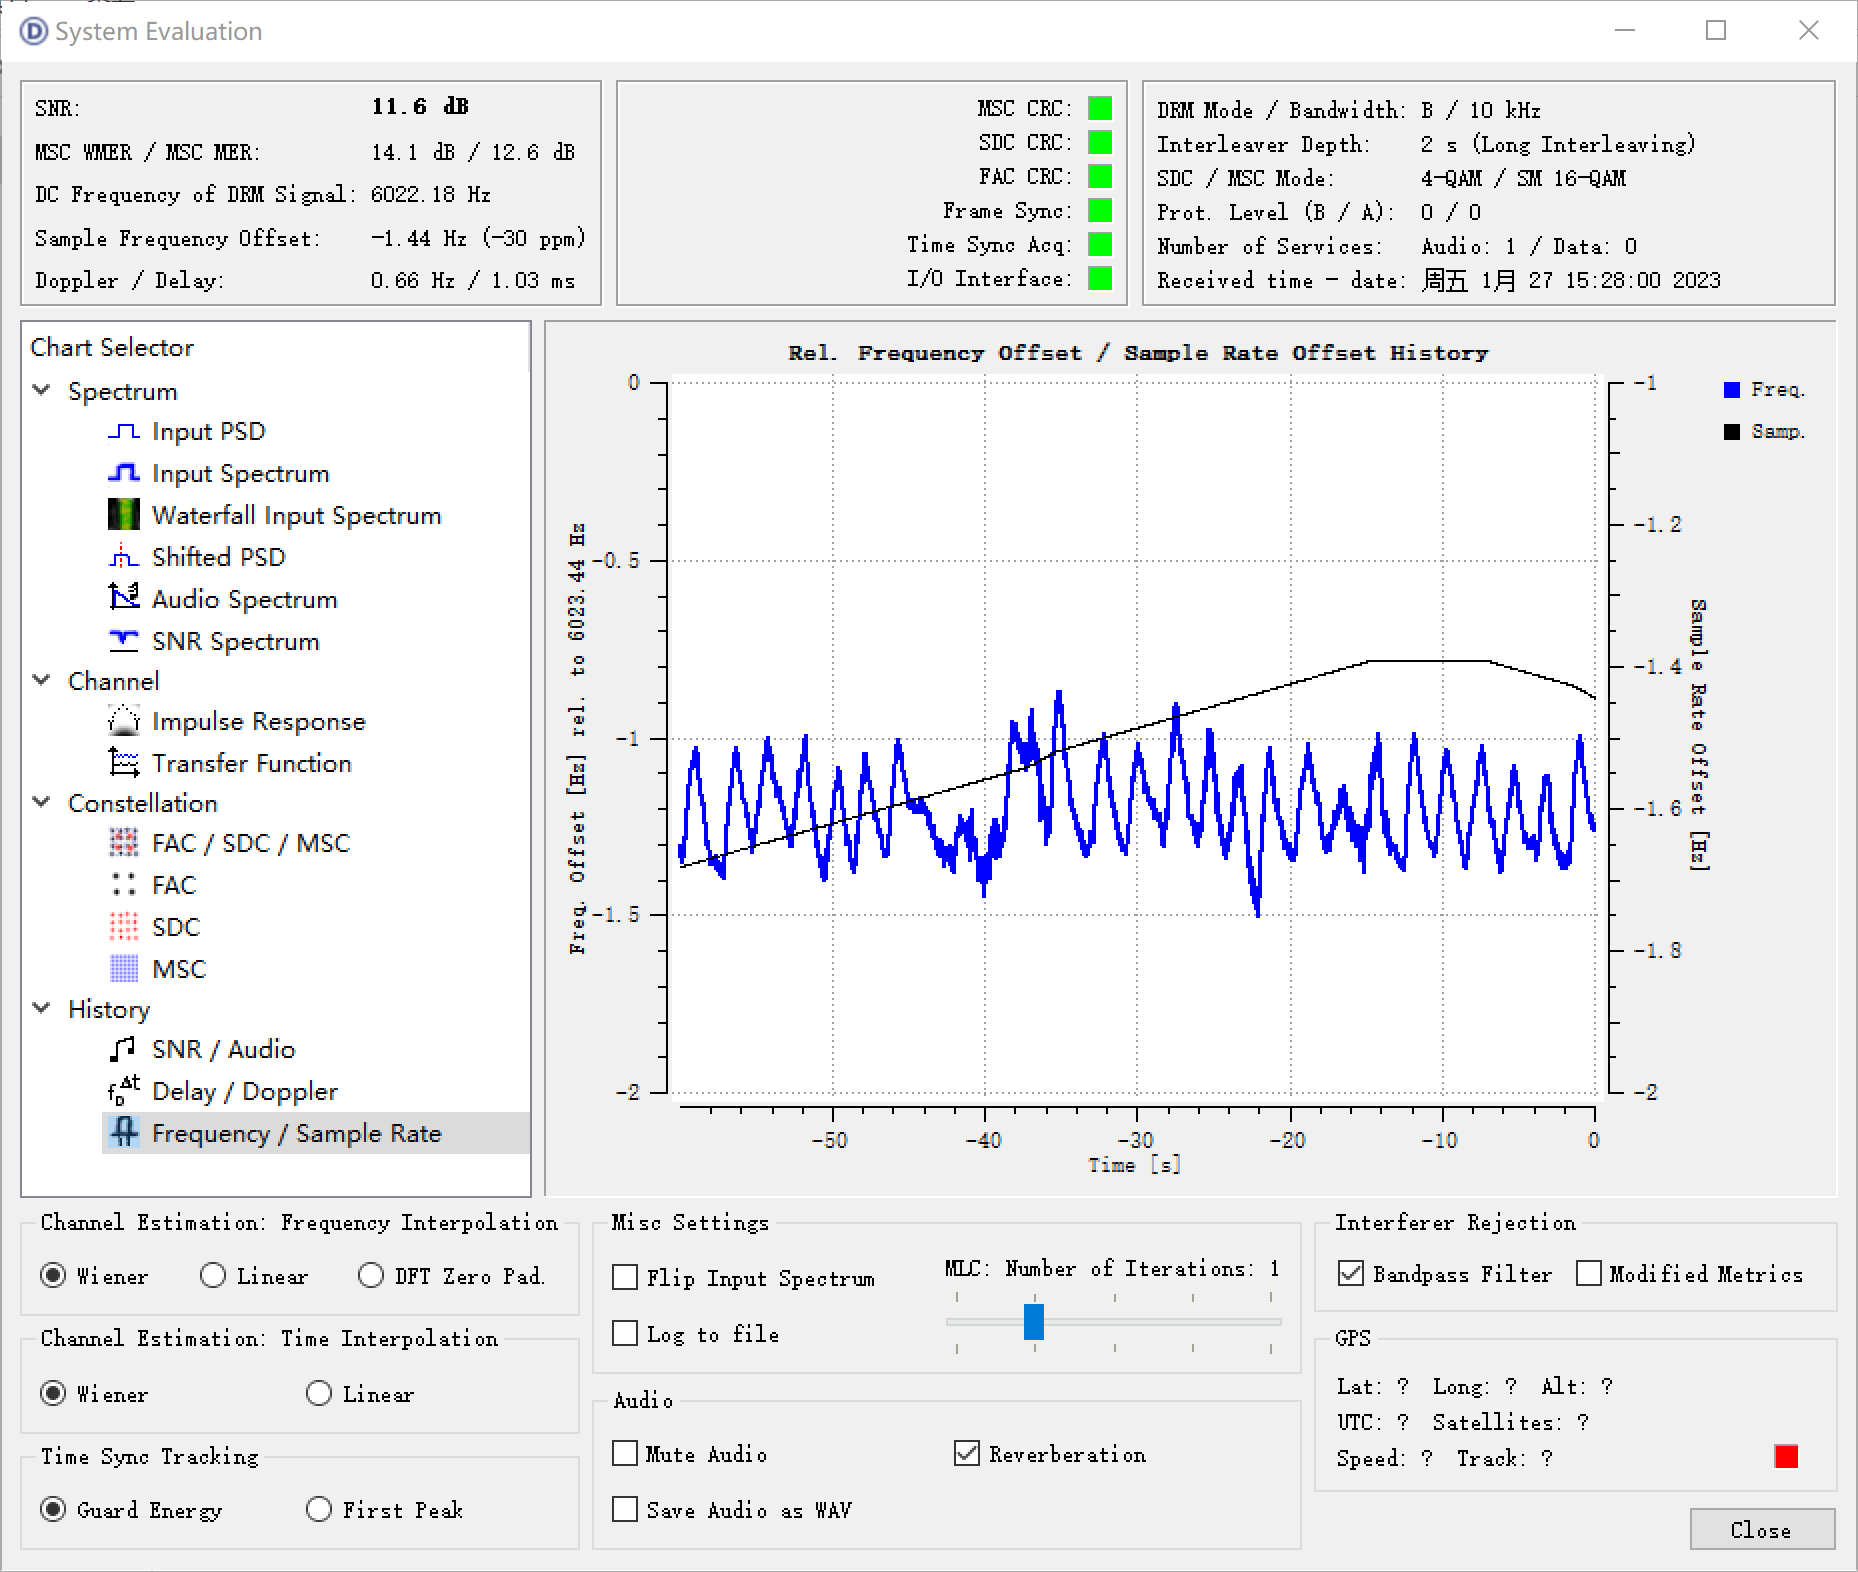 System Evaluation
SNR: 11.6 dB
MSC WMER / MSC MER: 14.1 dB / 12.6 dB
DC Frequency of DRM Signal: 6022.18 Hz
Sample Frequency Offset: -1.44 Hz (-30 ppm)
Doppler / Delay: 0.66 Hz / 1.03 ms
MSC CRC:
SDC CRC:
FAC CRC:
Frame Sync:
Time Sync Acq:
I/O Interface:
DRM Mode / Bandwidth: B / 10 kHz
Interleaver Depth: 2 s (Long Interleaving)
SDC / MSC Mode: 4-QAM / SM 16-QAM
Prot. Level (B / A): 0 / 0
Number of Services: Audio: 1 / Data: 0
Received time - date: 周五 1月 27 15:28:00 2023
Chart Selector
Spectrum
Input PSD
Input Spectrum
Waterfall Input Spectrum
Shifted PSD
Audio Spectrum
SNR Spectrum
Channel
Impulse Response
Transfer Function
Constellation
FAC / SDC / MSC
FAC
SDC
MSC
History
SNR / Audio
Delay / Doppler
Frequency / Sample Rate
Rel. Frequency Offset / Sample Rate Offset History
Freq. Offset [Hz] rel. to 6023.44 Hz
0
-0.5
-1
-1.5
-2
-50 -40 -30 -20 -10 0
Time [s]
-1
-1.2
-1.4
-1.6
-1.8
-2
Sample Rate Offset [Hz]
Freq.
Samp.
Channel Estimation: Frequency Interpolation
Wiener Linear DFT Zero Pad.
Channel Estimation: Time Interpolation
Wiener Linear
Time Sync Tracking
Guard Energy First Peak
Misc Settings
Flip Input Spectrum
Log to file
MLC: Number of Iterations: 1
Audio
Mute Audio Reverberation
Save Audio as WAV
Interferer Rejection
Bandpass Filter Modified Metrics
GPS
Lat: ? Long: ? Alt: ?
UTC: ? Satellites: ?
Speed: ? Track: ?
Close